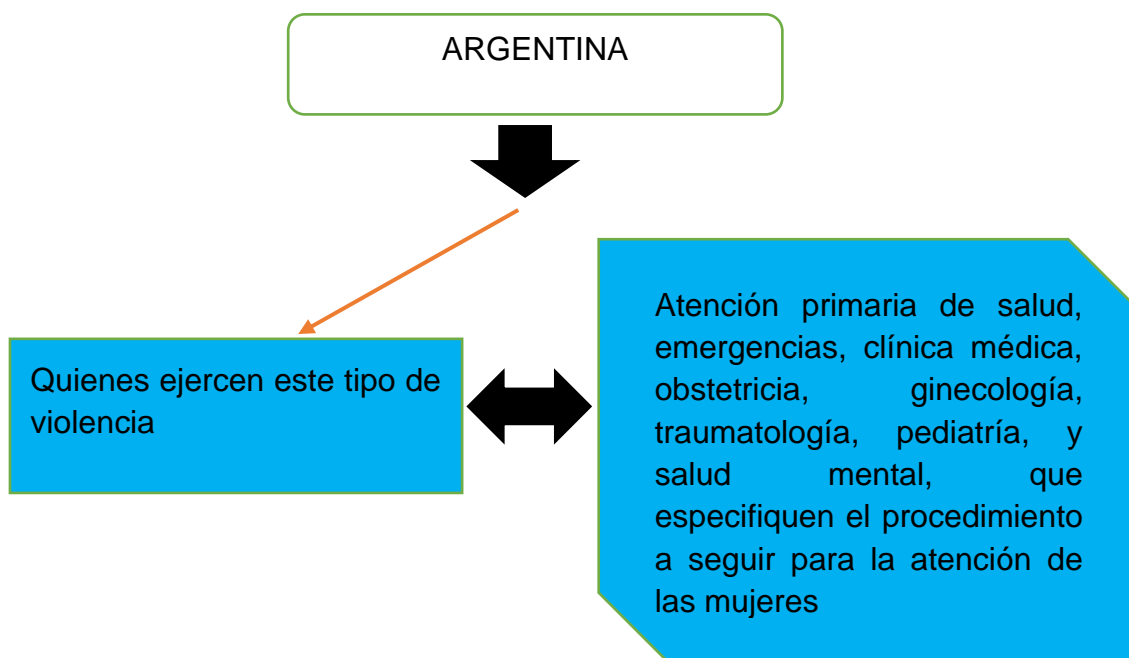 ARGENTINA
Quienes ejercen este tipo de
violencia
Atención primaria de salud,
emergencias, clínica médica,
obstetricia, ginecología,
traumatología, pediatría, y
salud mental, que
especifiquen el procedimiento
a seguir para la atención de
las mujeres